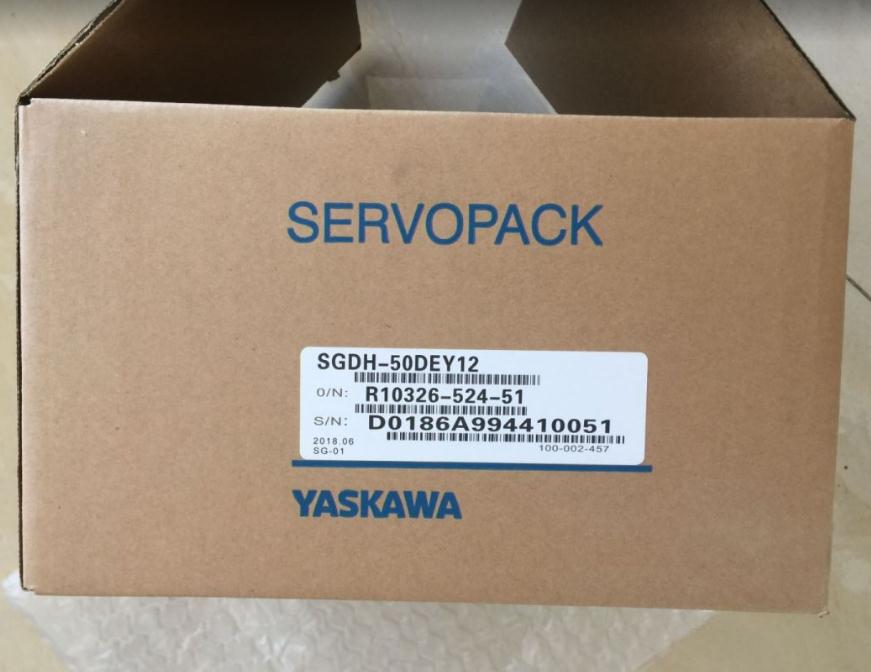 SERVOPACK
SGDH-50DEY12
O/N: R10326-524-51
S/N: D0186A994410051
2018.06
SG-01 100-002-457
YASKAWA